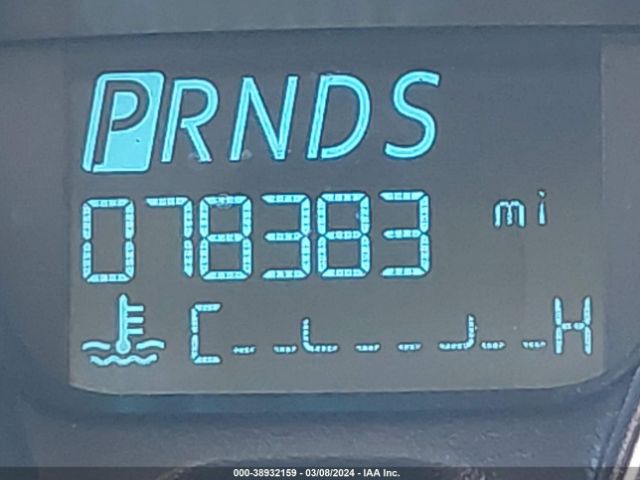 PRNDS
078383 mi
C H
000-38932159 - 03/08/2024 - IAA Inc.